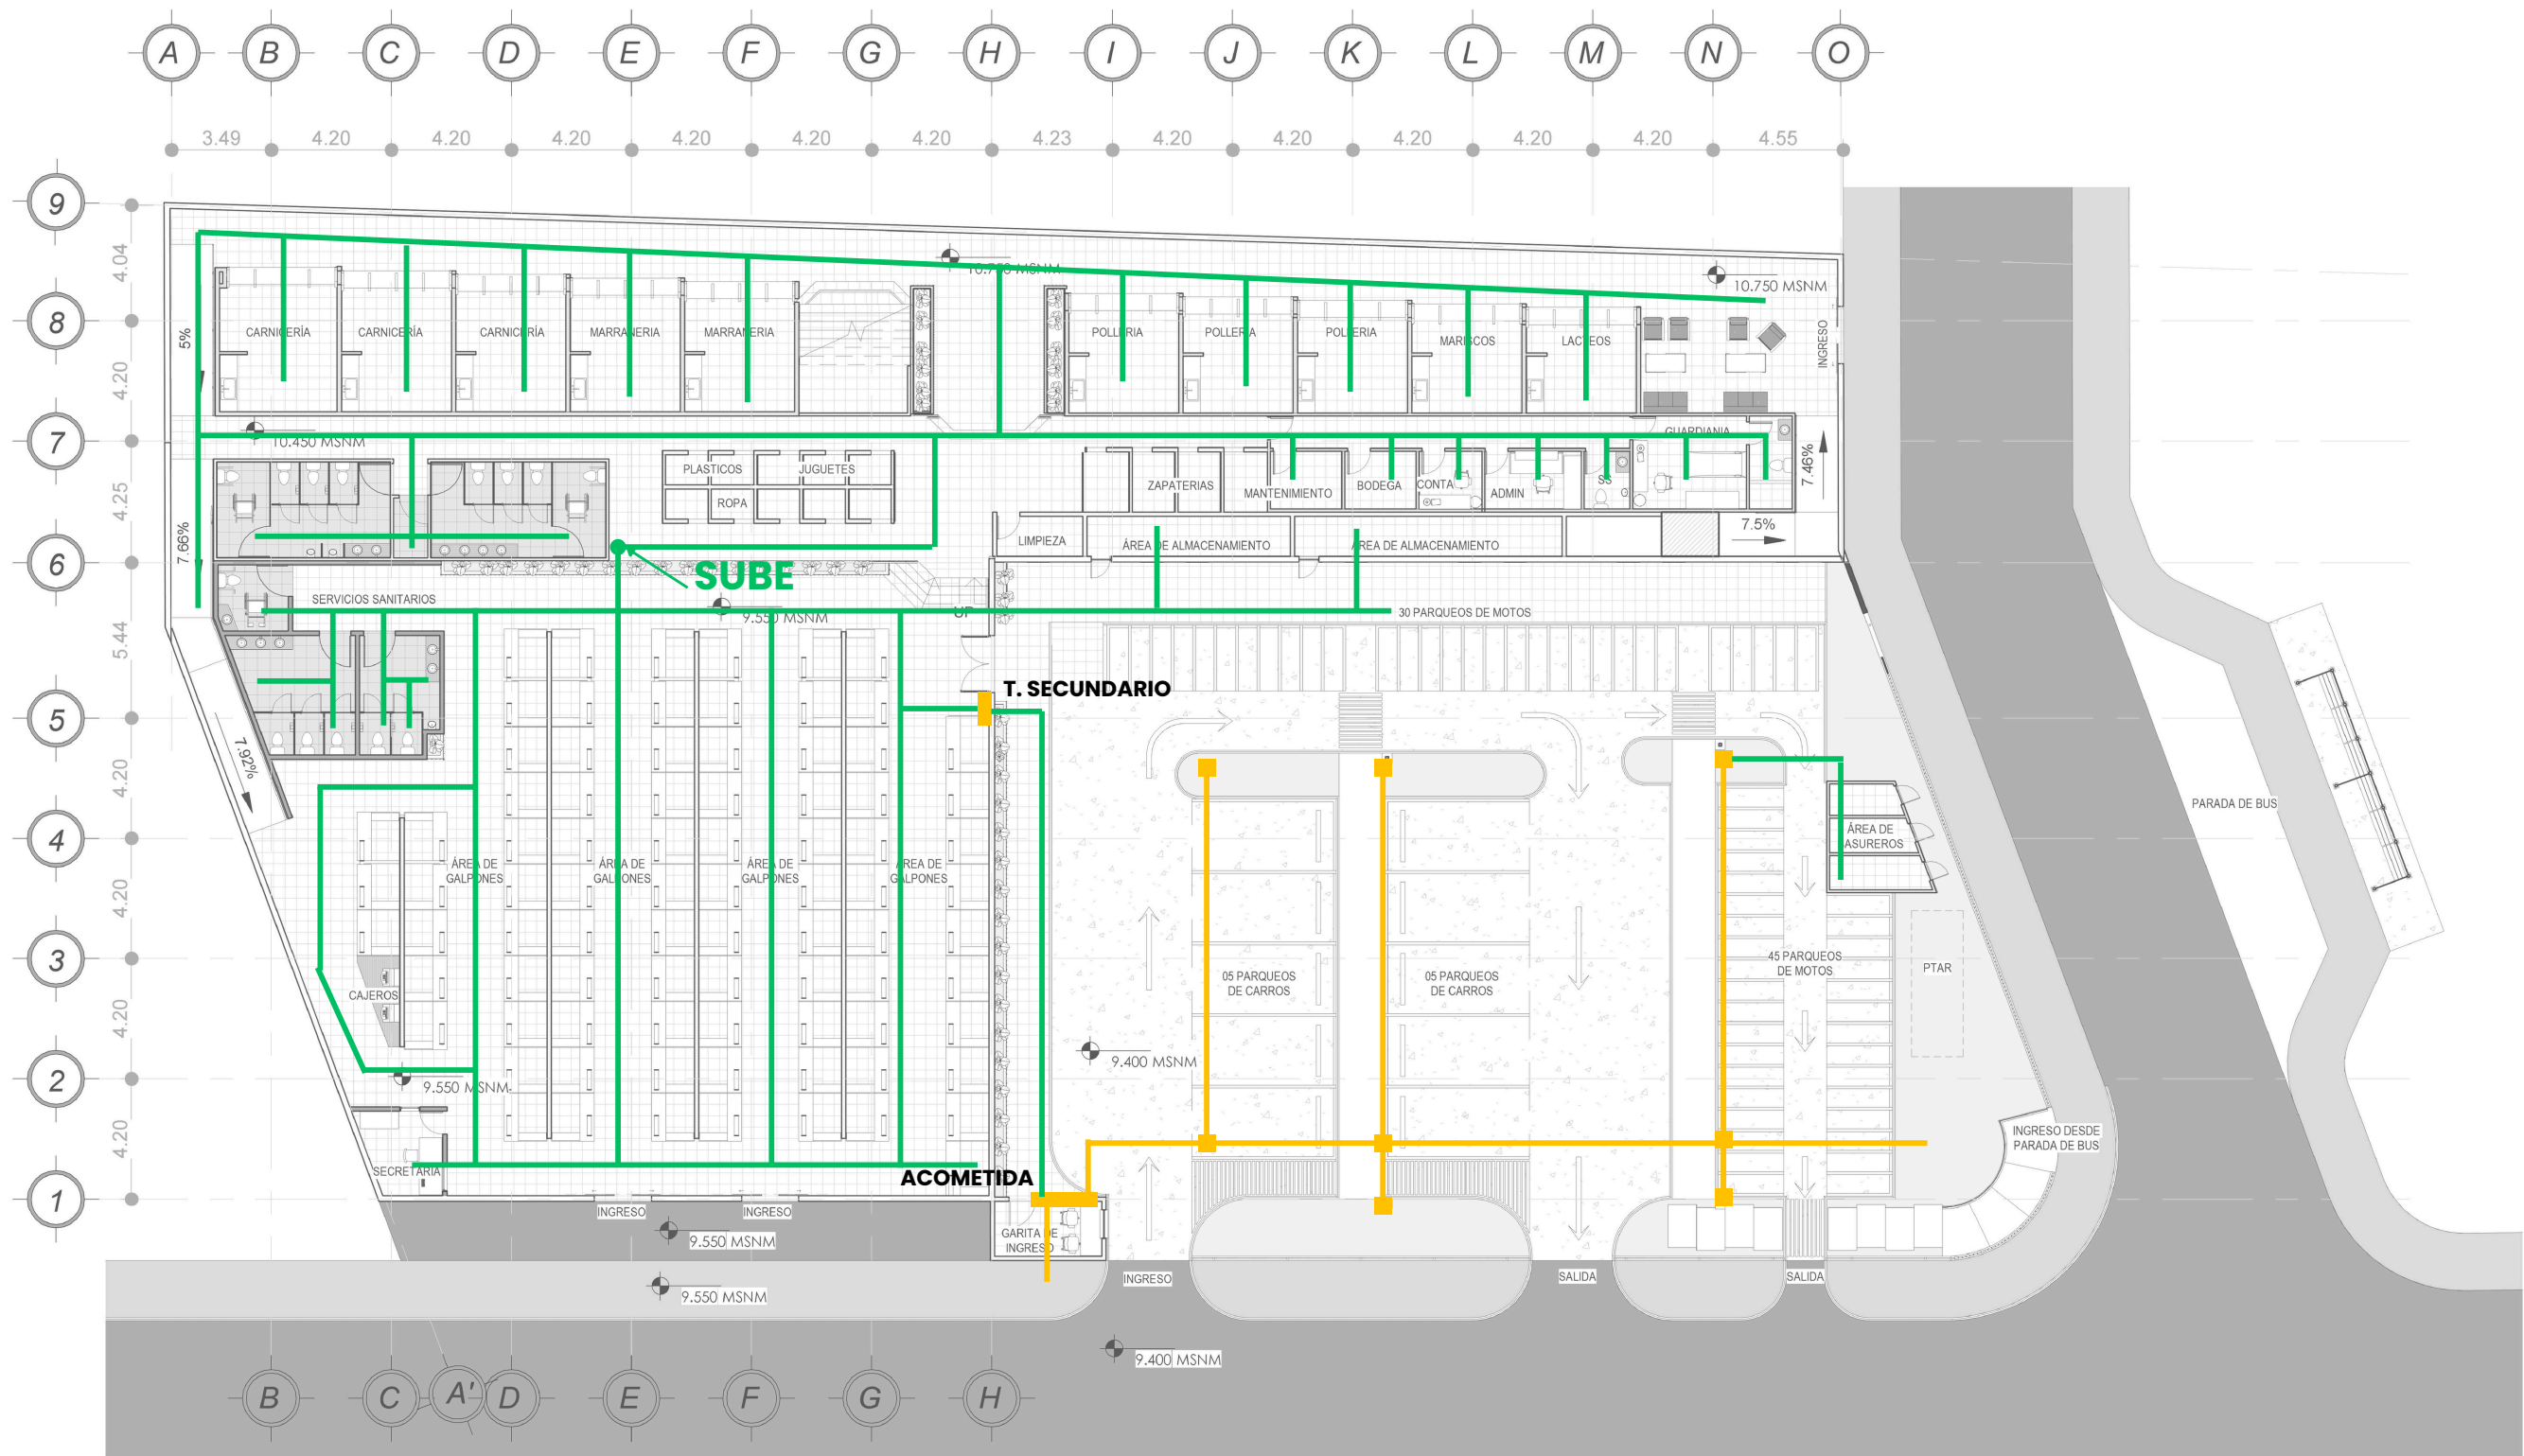 A B C D E F G H I J K L M N O
3.49 4.20 4.20 4.20 4.20 4.20 4.20 4.23 4.20 4.20 4.20 4.20 4.20 4.55
9
4.04
10.750 MSNM
10.750 MSNM
8
5%
CARNICERÍA
CARNICERÍA
CARNICERÍA
MARRANERIA
MARRANERIA
POLLERIA
POLLERIA
POLLERIA
MARISCOS
LACTEOS
INGRESO
4.20
7
10.450 MSNM
GUARDIANIA
7.46%
PLASTICOS
JUGUETES
ROPA
ZAPATERIAS
MANTENIMIENTO
BODEGA
CONTA
ADMIN
SS
4.25
7.66%
7.5%
LIMPIEZA
ÁREA DE ALMACENAMIENTO
ÁREA DE ALMACENAMIENTO
6
SUBE
SERVICIOS SANITARIOS
9.550 MSNM
UP
30 PARQUEOS DE MOTOS
5.44
T. SECUNDARIO
5
7.92%
4.20
PARADA DE BUS
4
ÁREA DE
GALPONES
ÁREA DE
GALPONES
ÁREA DE
GALPONES
ÁREA DE
GALPONES
ÁREA DE
BASUREROS
4.20
3
05 PARQUEOS
DE CARROS
05 PARQUEOS
DE CARROS
45 PARQUEOS
DE MOTOS
PTAR
CAJEROS
4.20
2
9.550 MSNM
9.400 MSNM
4.20
INGRESO DESDE
PARADA DE BUS
SECRETARIA
ACOMETIDA
1
INGRESO
INGRESO
GARITA DE
INGRESO
9.550 MSNM
INGRESO
SALIDA
SALIDA
9.550 MSNM
9.400 MSNM
B C A' D E F G H